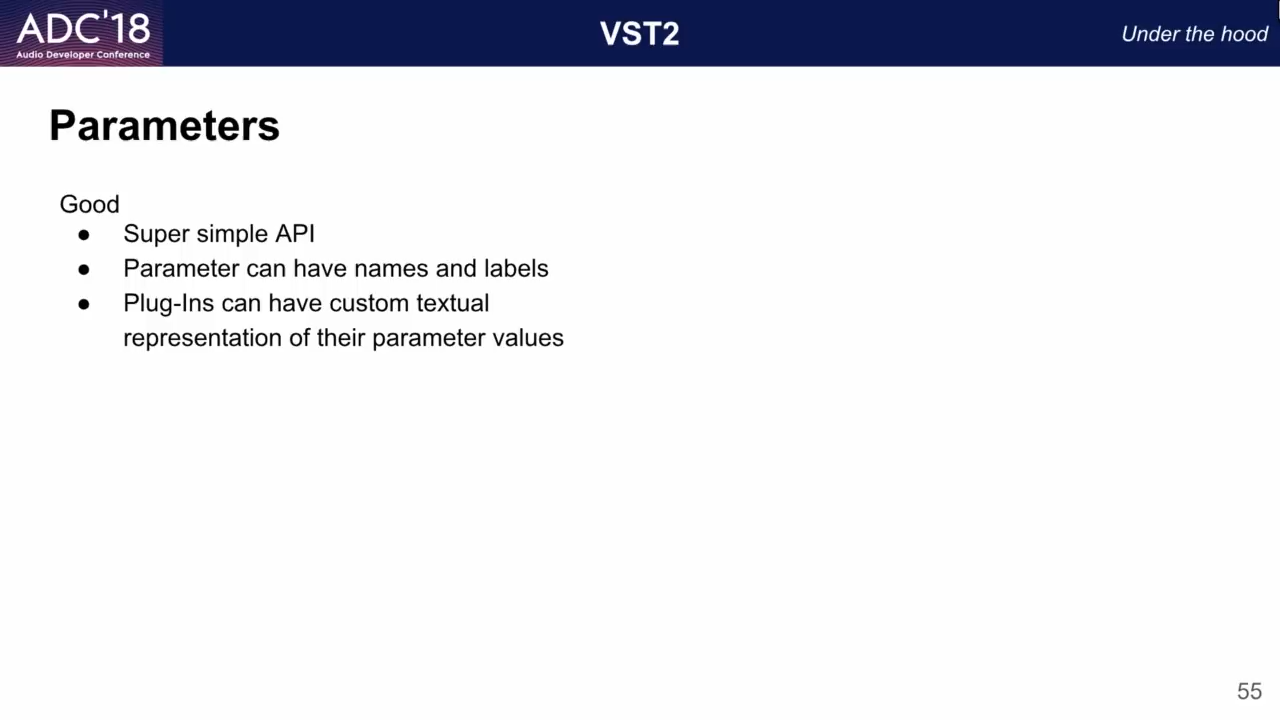 ADC'18
Audio Developer Conference
VST2
Under the hood
Parameters
Good
● Super simple API
● Parameter can have names and labels
● Plug-Ins can have custom textual
representation of their parameter values
55